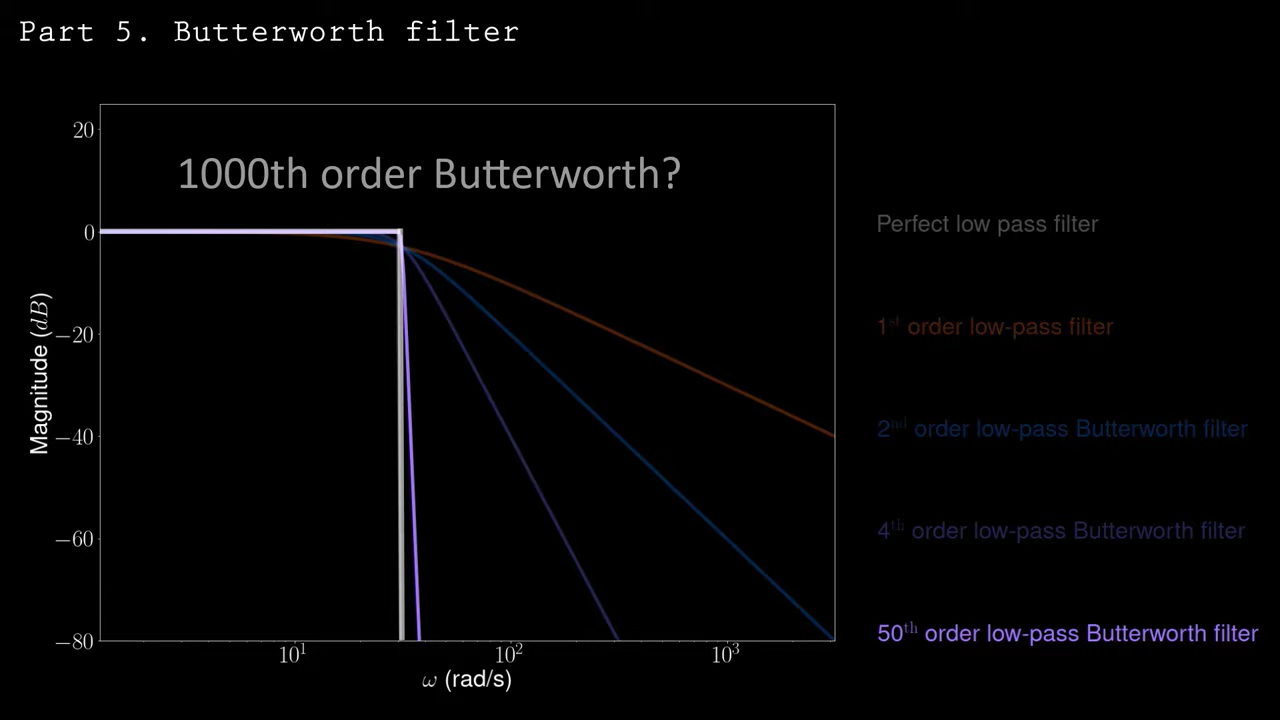 Part 5. Butterworth filter
1000th order Butterworth?
20
0
−20
−40
−60
−80
Magnitude (dB)
10¹
10²
10³
ω (rad/s)
Perfect low pass filter
1ˢᵗ order low-pass filter
2ⁿᵈ order low-pass Butterworth filter
4ᵗʰ order low-pass Butterworth filter
50ᵗʰ order low-pass Butterworth filter